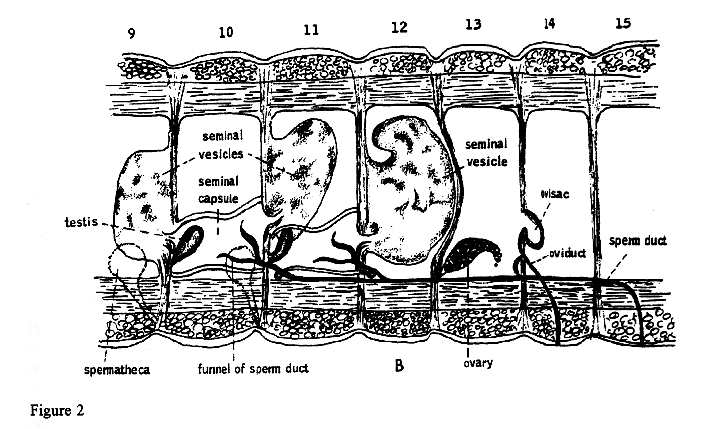 9 10 11 12 13 14 15
seminal
vesicles
seminal
capsule
testis
seminal
vesicle
ovisac
oviduct
sperm duct
spermatheca
funnel of sperm duct
B
ovary
Figure 2